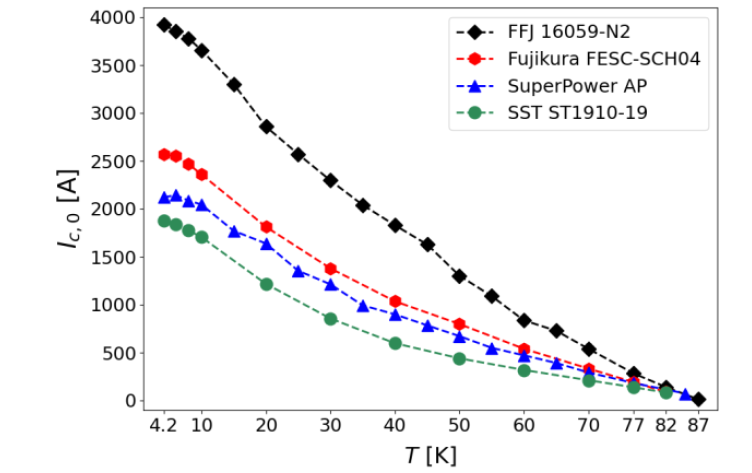 4000
3500
3000
2500
2000
1500
1000
500
0
I_{c,0} [A]
FFJ 16059-N2
Fujikura FESC-SCH04
SuperPower AP
SST ST1910-19
4.2 10 20 30 40 50 60 70 77 82 87
T [K]